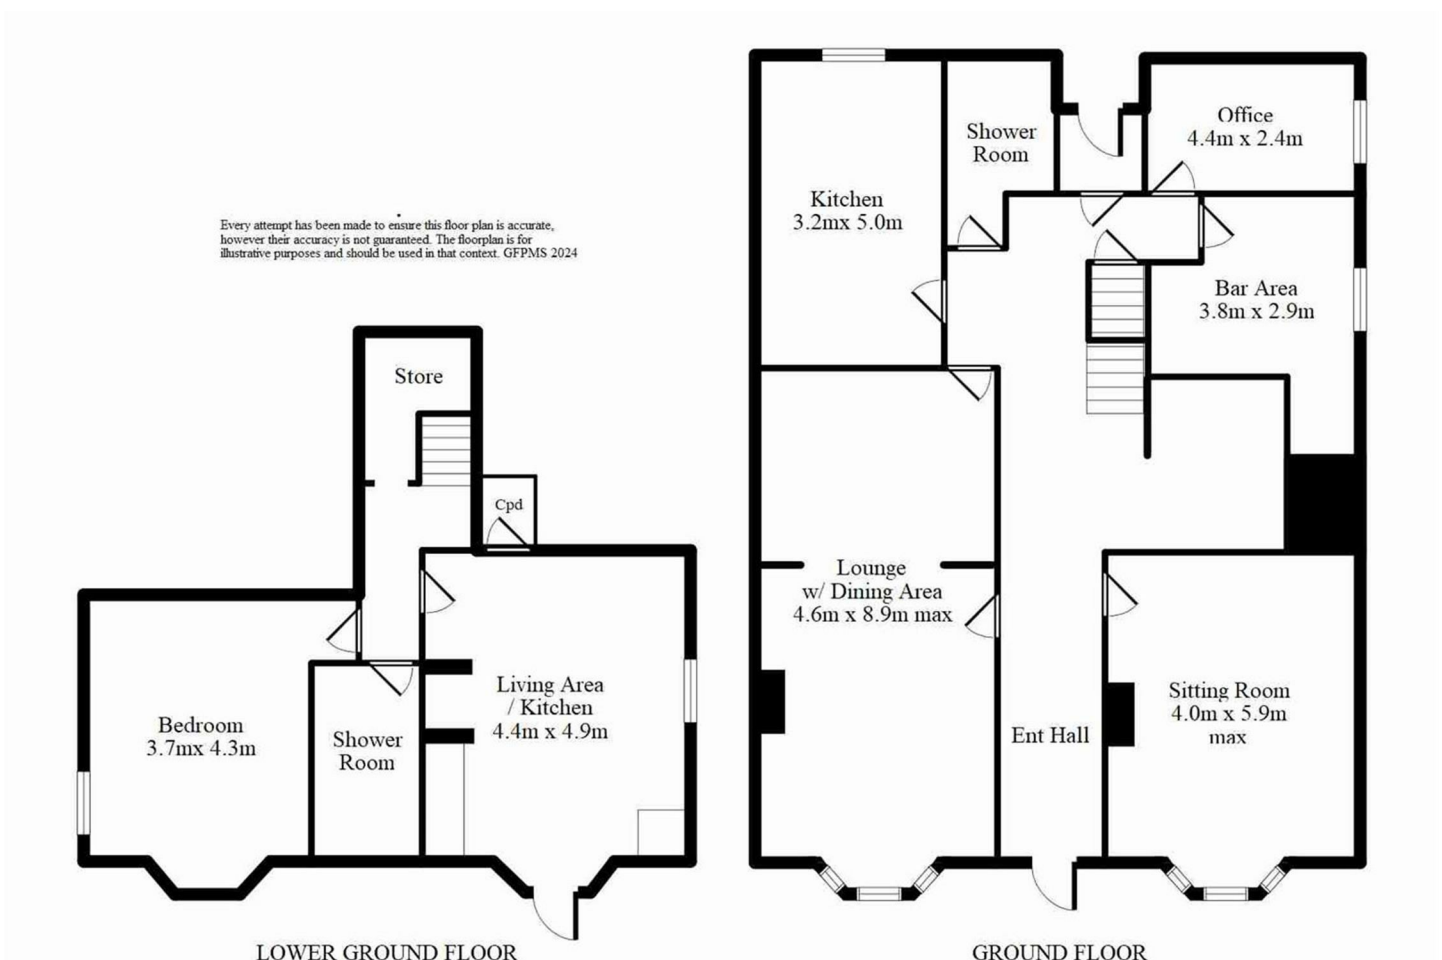 Every attempt has been made to ensure this floor plan is accurate,
however their accuracy is not guaranteed. The floorplan is for
illustrative purposes and should be used in that context. GFPMS 2024
Store
Cpd
Living Area
/ Kitchen
4.4m x 4.9m
Bedroom
3.7mx 4.3m
Shower
Room
LOWER GROUND FLOOR
Kitchen
3.2mx 5.0m
Shower
Room
Office
4.4m x 2.4m
Bar Area
3.8m x 2.9m
Lounge
w/ Dining Area
4.6m x 8.9m max
Ent Hall
Sitting Room
4.0m x 5.9m
max
GROUND FLOOR